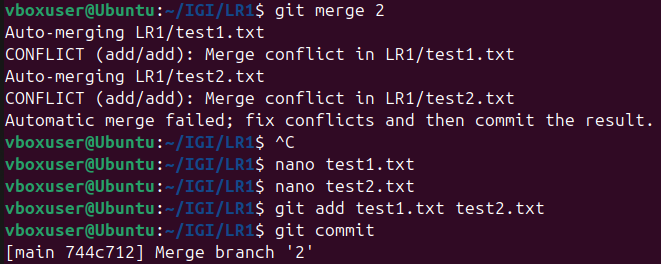 vboxuser@Ubuntu:~/IGI/LR1$ git merge 2
Auto-merging LR1/test1.txt
CONFLICT (add/add): Merge conflict in LR1/test1.txt
Auto-merging LR1/test2.txt
CONFLICT (add/add): Merge conflict in LR1/test2.txt
Automatic merge failed; fix conflicts and then commit the result.
vboxuser@Ubuntu:~/IGI/LR1$ ^C
vboxuser@Ubuntu:~/IGI/LR1$ nano test1.txt
vboxuser@Ubuntu:~/IGI/LR1$ nano test2.txt
vboxuser@Ubuntu:~/IGI/LR1$ git add test1.txt test2.txt
vboxuser@Ubuntu:~/IGI/LR1$ git commit
[main 744c712] Merge branch '2'